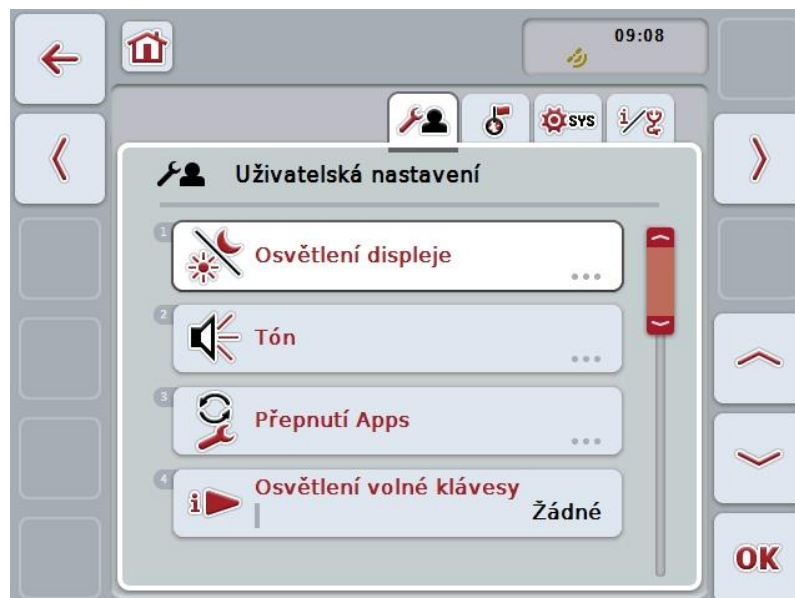 09:08
SYS
i/
Uživatelská nastavení
1
Osvětlení displeje
...
2
Tón
...
3
Přepnutí Apps
...
4
i
Osvětlení volné klávesy
Žádné
OK